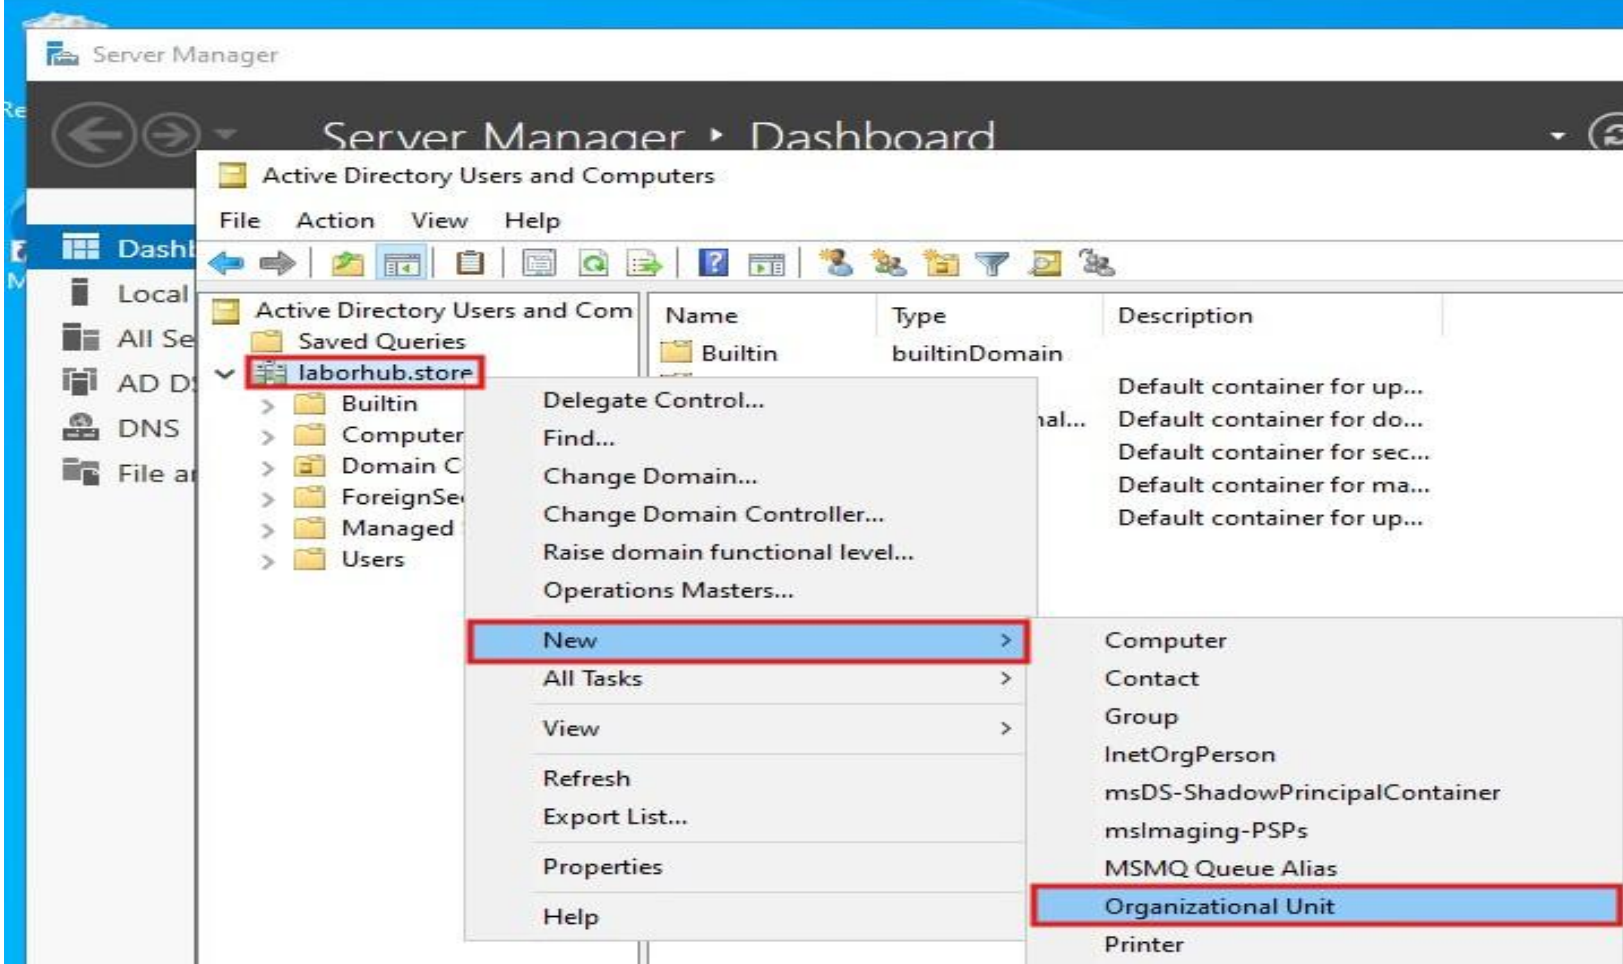 Server Manager
Re
Server Manager • Dashboard
Active Directory Users and Computers
File Action View Help
Dashb
M
Local
All Se
AD D
DNS
File ar
Active Directory Users and Com
Saved Queries
laborhub.store
Builtin
Computer
Domain C
ForeignSe
Managed
Users
Name Type Description
Builtin builtinDomain
Default container for up...
nal... Default container for do...
Default container for sec...
Default container for ma...
Default container for up...
Delegate Control...
Find...
Change Domain...
Change Domain Controller...
Raise domain functional level...
Operations Masters...
New >
All Tasks >
View >
Refresh
Export List...
Properties
Help
Computer
Contact
Group
InetOrgPerson
msDS-ShadowPrincipalContainer
msImaging-PSPs
MSMQ Queue Alias
Organizational Unit
Printer